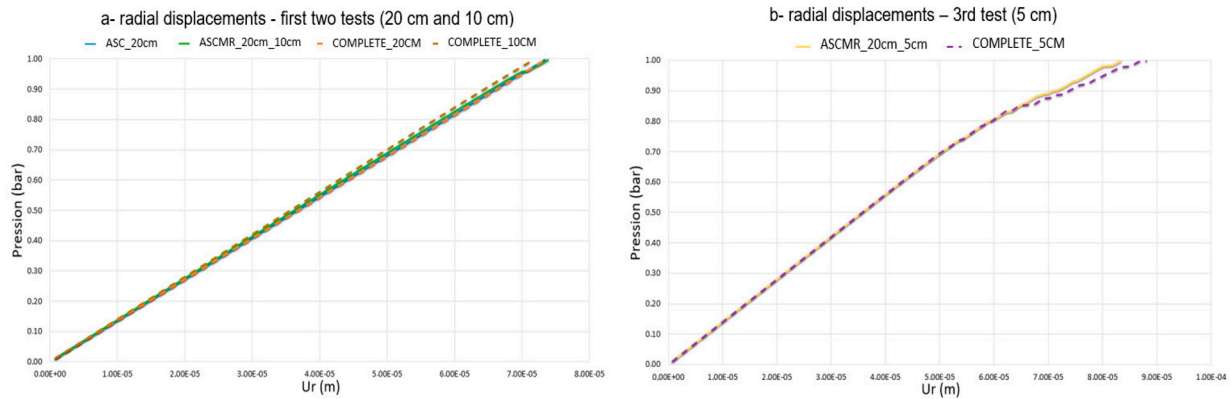 a- radial displacements - first two tests (20 cm and 10 cm)
ASC_20cm ASCMR_20cm_10cm COMPLETE_20CM COMPLETE_10CM
Pression (bar)
1.00
0.90
0.80
0.70
0.60
0.50
0.40
0.30
0.20
0.10
0.00
0.00E+00 1.00E-05 2.00E-05 3.00E-05 4.00E-05 5.00E-05 6.00E-05 7.00E-05 8.00E-05
Ur (m)
b- radial displacements – 3rd test (5 cm)
ASCMR_20cm_5cm COMPLETE_5CM
Pression (bar)
1.00
0.90
0.80
0.70
0.60
0.50
0.40
0.30
0.20
0.10
0.00
0.00E+00 1.00E-05 2.00E-05 3.00E-05 4.00E-05 5.00E-05 6.00E-05 7.00E-05 8.00E-05 9.00E-05 1.00E-04
Ur (m)